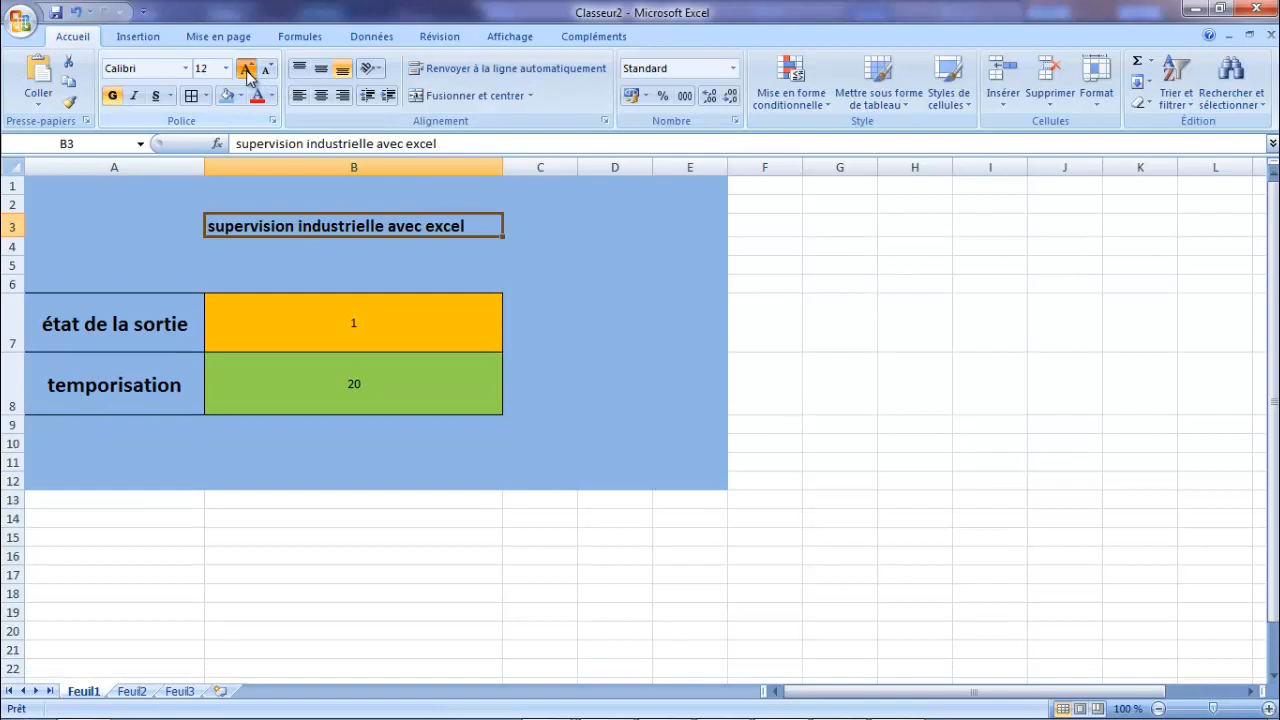 Classeur2 - Microsoft Excel
Accueil Insertion Mise en page Formules Données Révision Affichage Compléments
Coller
Presse-papiers
Calibri 12
G I S
Police
Renvoyer à la ligne automatiquement
Fusionner et centrer
Alignement
Standard
% 000
Nombre
Mise en forme conditionnelle
Mettre sous forme de tableau
Styles de cellules
Style
Insérer Supprimer Format
Cellules
Trier et filtrer
Rechercher et sélectionner
Édition
B3 fx supervision industrielle avec excel
A B C D E F G H I J K L
1
2
3 supervision industrielle avec excel
4
5
6
7 état de la sortie 1
8 temporisation 20
9
10
11
12
13
14
15
16
17
18
19
20
21
22
Feuil1 Feuil2 Feuil3
Prêt 100 %